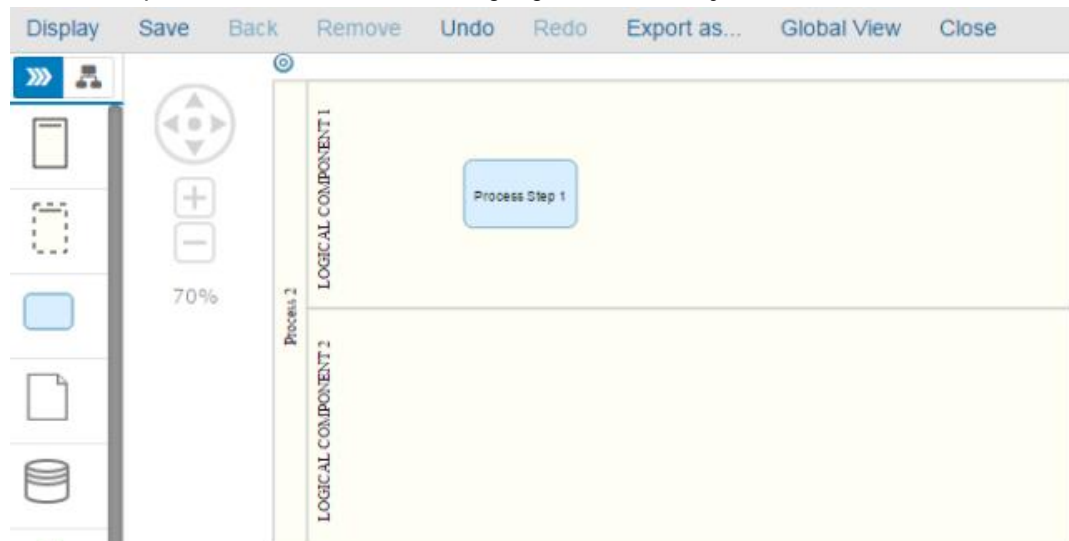 Display Save Back Remove Undo Redo Export as... Global View Close
LOGICAL COMPONENT 1
Process Step 1
70%
Process 2
LOGICAL COMPONENT 2